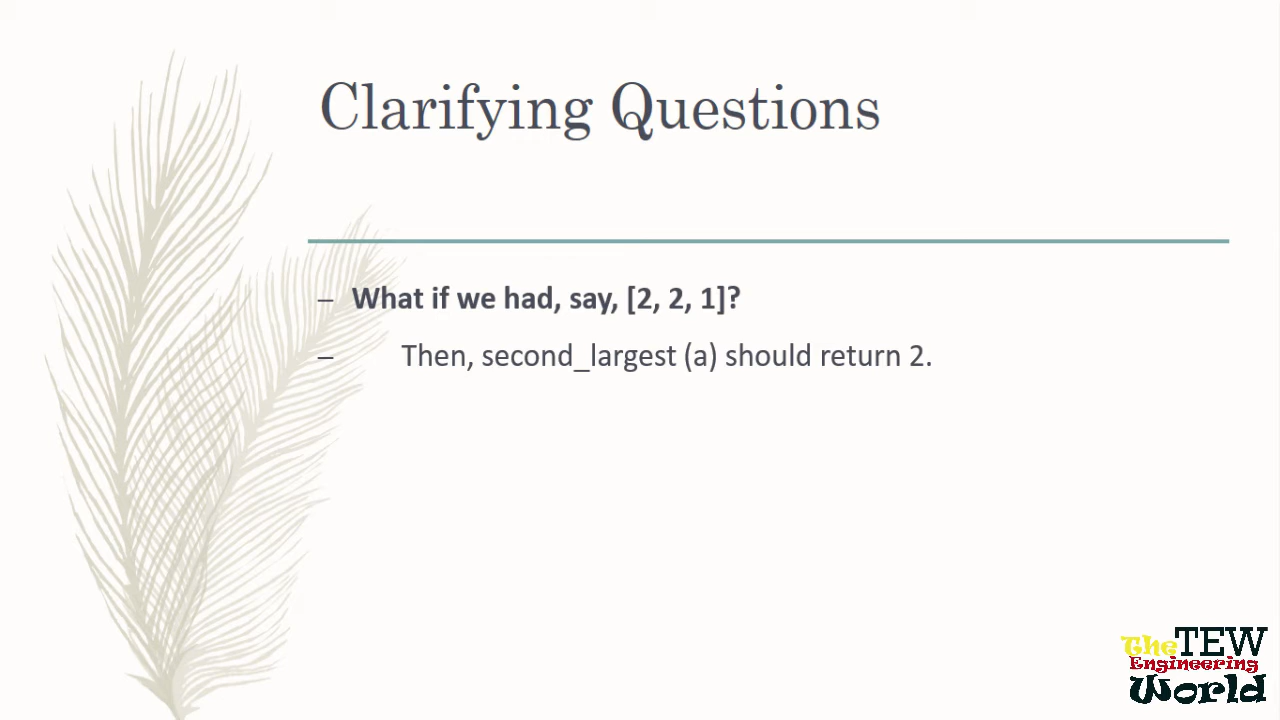 Clarifying Questions
– What if we had, say, [2, 2, 1]?
– Then, second_largest (a) should return 2.
The TEW
Engineering
World